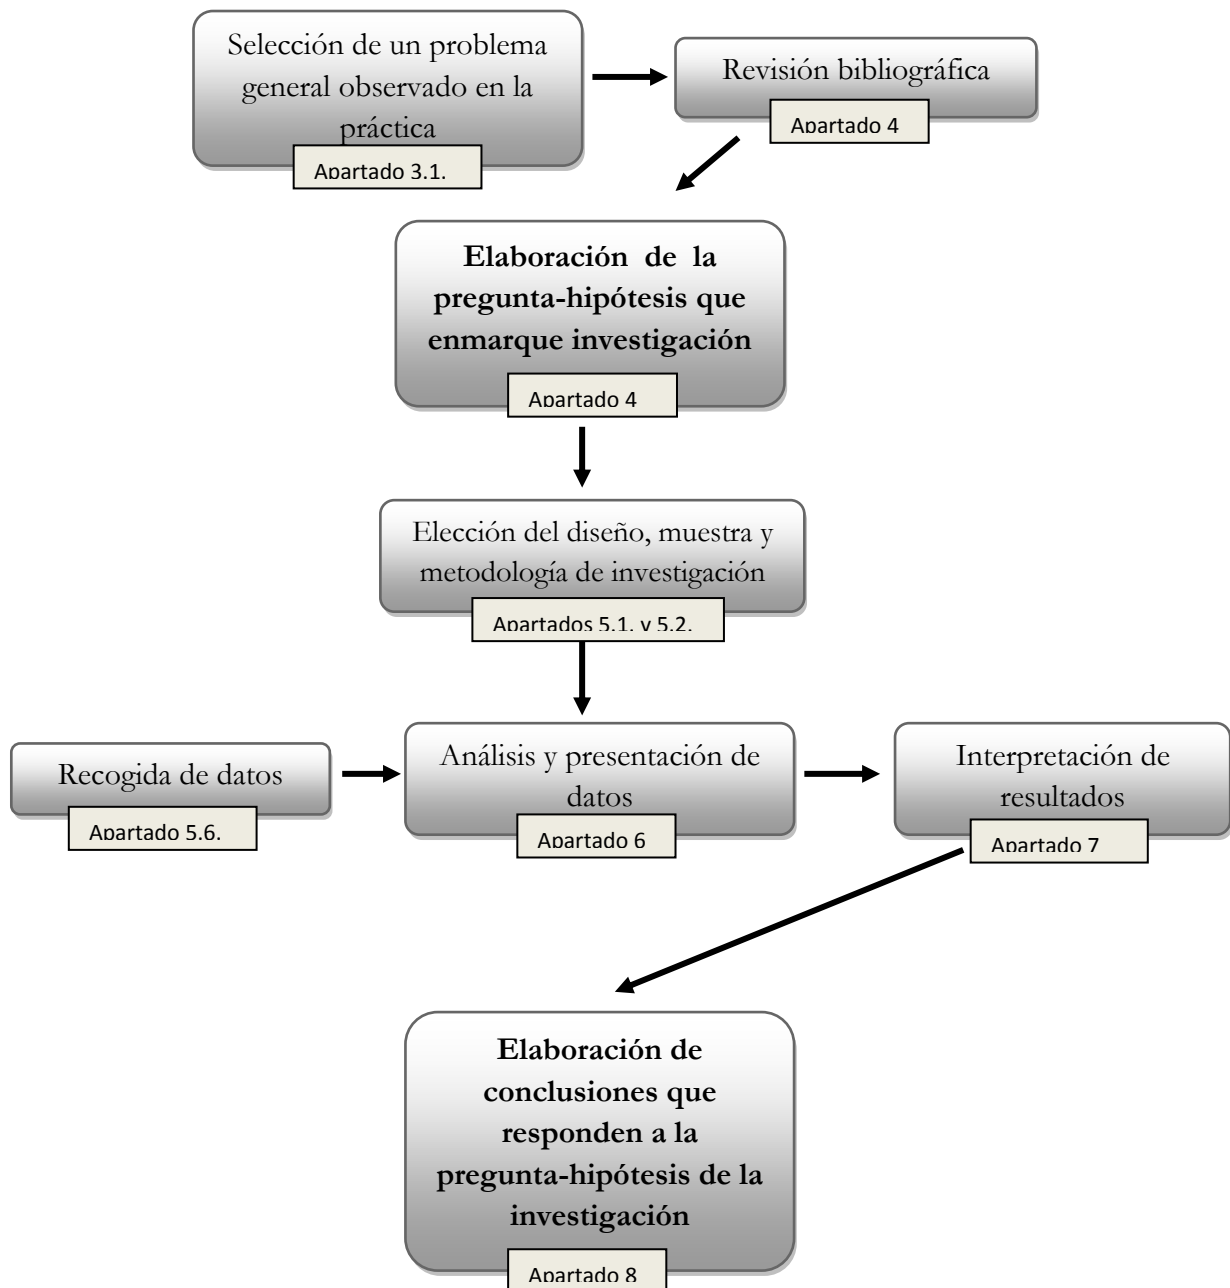 Selección de un problema
general observado en la
práctica
Apartado 3.1.
Revisión bibliográfica
Apartado 4
Elaboración de la
pregunta-hipótesis que
enmarque investigación
Apartado 4
Elección del diseño, muestra y
metodología de investigación
Apartados 5.1. y 5.2.
Recogida de datos
Apartado 5.6.
Análisis y presentación de
datos
Apartado 6
Interpretación de
resultados
Apartado 7
Elaboración de
conclusiones que
responden a la
pregunta-hipótesis de la
investigación
Apartado 8